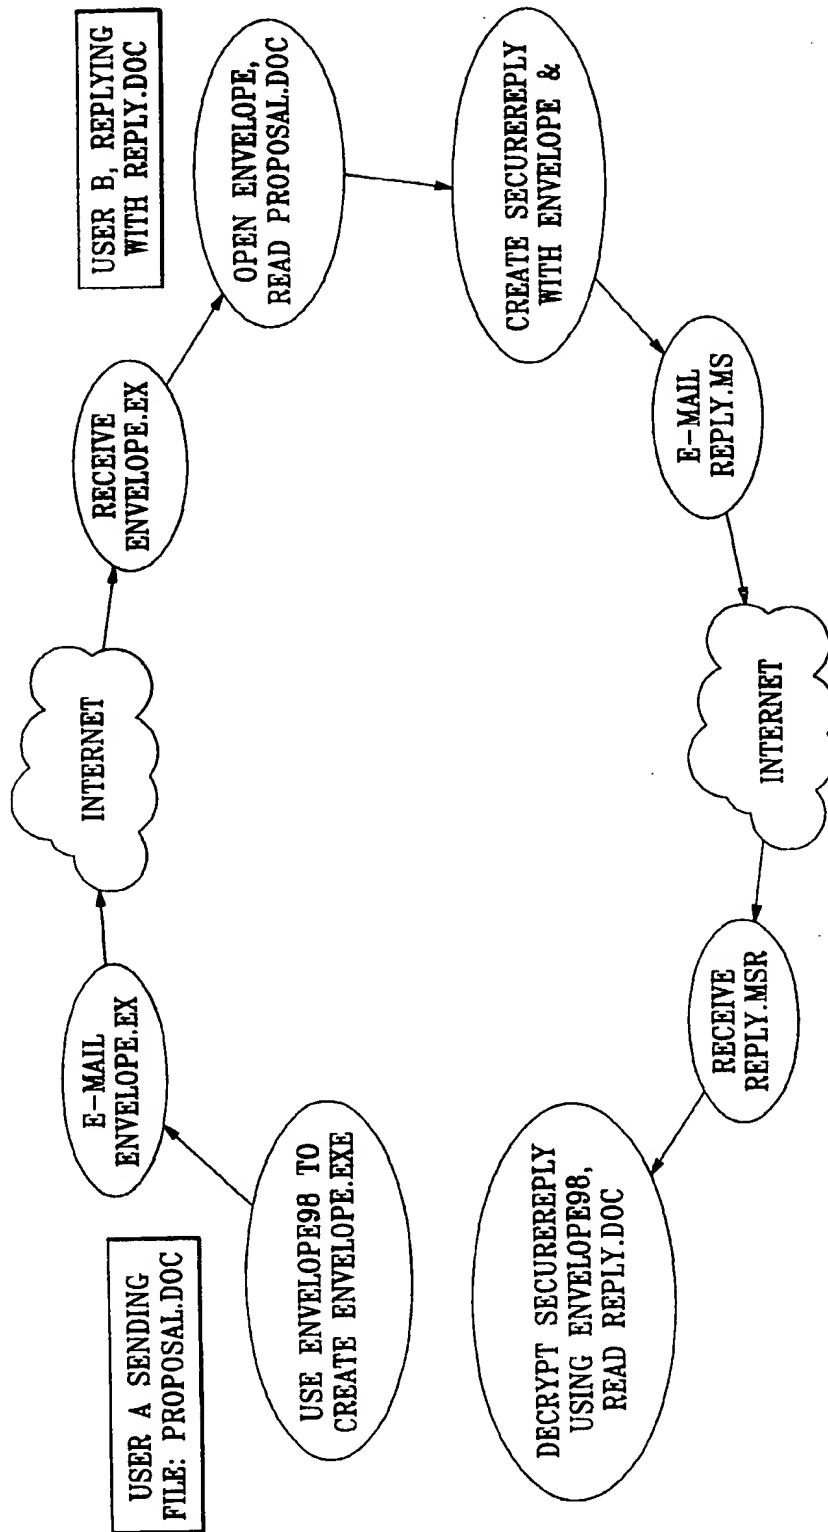 USER A SENDING
FILE: PROPOSAL.DOC
USE ENVELOPE98 TO
CREATE ENVELOPE.EXE
E-MAIL
ENVELOPE.EX
INTERNET
RECEIVE
ENVELOPE.EX
USER B, REPLYING
WITH REPLY.DOC
OPEN ENVELOPE,
READ PROPOSAL.DOC
CREATE SECUREREPLY
WITH ENVELOPE &
E-MAIL
REPLY.MS
INTERNET
RECEIVE
REPLY.MSR
DECRYPT SECUREREPLY
USING ENVELOPE98,
READ REPLY.DOC